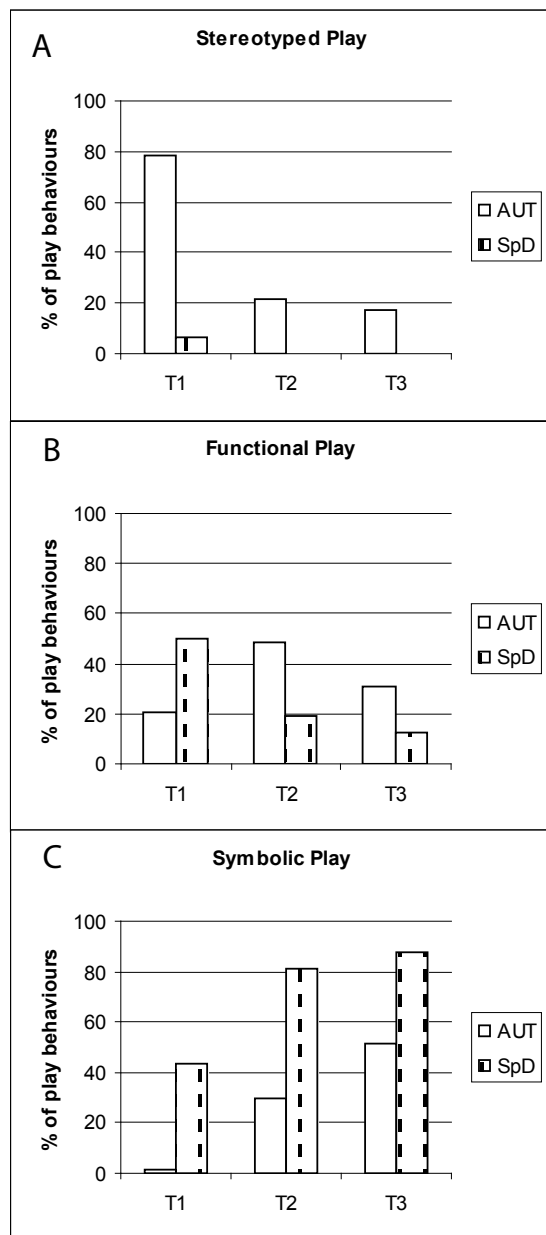 A
Stereotyped Play
% of play behaviours
100
80
60
40
20
0
T1 T2 T3
AUT
SpD
B
Functional Play
% of play behaviours
100
80
60
40
20
0
T1 T2 T3
AUT
SpD
C
Symbolic Play
% of play behaviours
100
80
60
40
20
0
T1 T2 T3
AUT
SpD